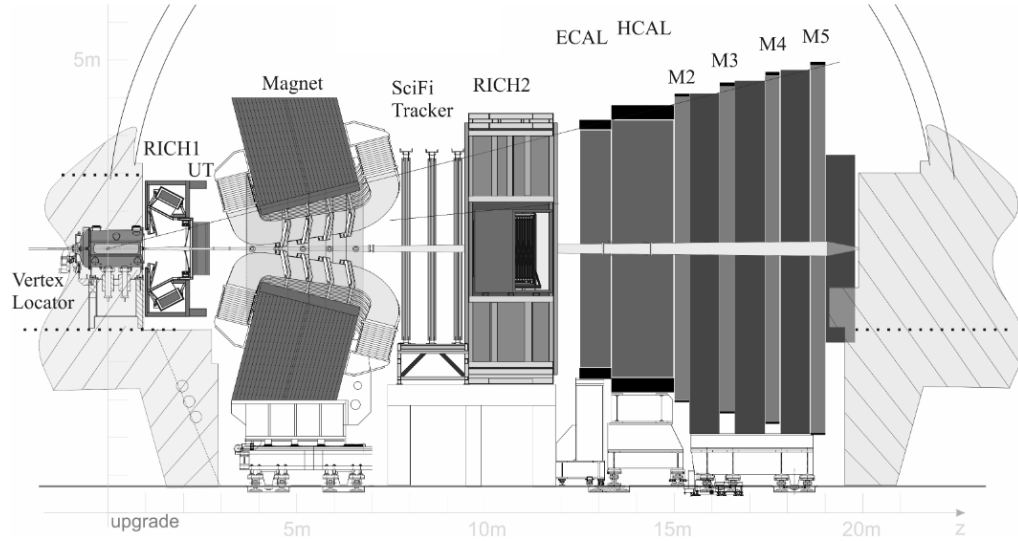 ECAL
HCAL
M5
M4
M3
M2
5m
Magnet
SciFi
Tracker
RICH2
RICH1
UT
Vertex
Locator
upgrade
5m
10m
15m
20m
z